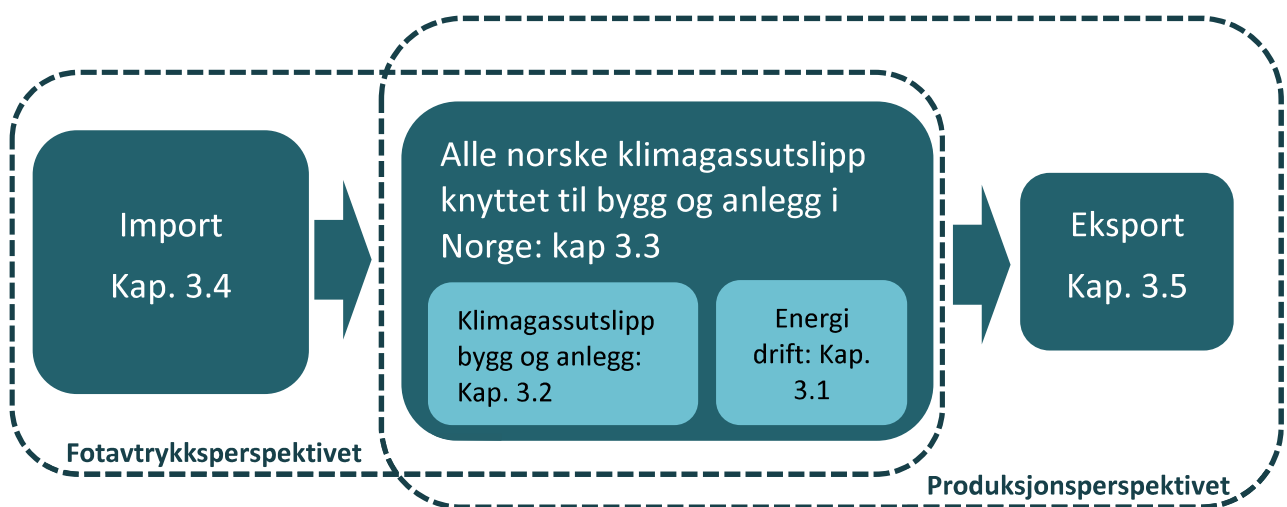 Import
Kap. 3.4
Alle norske klimagassutslipp
knyttet til bygg og anlegg i
Norge: kap 3.3
Klimagassutslipp
bygg og anlegg:
Kap. 3.2
Energi
drift: Kap.
3.1
Eksport
Kap. 3.5
Fotavtrykksperspektivet
Produksjonsperspektivet